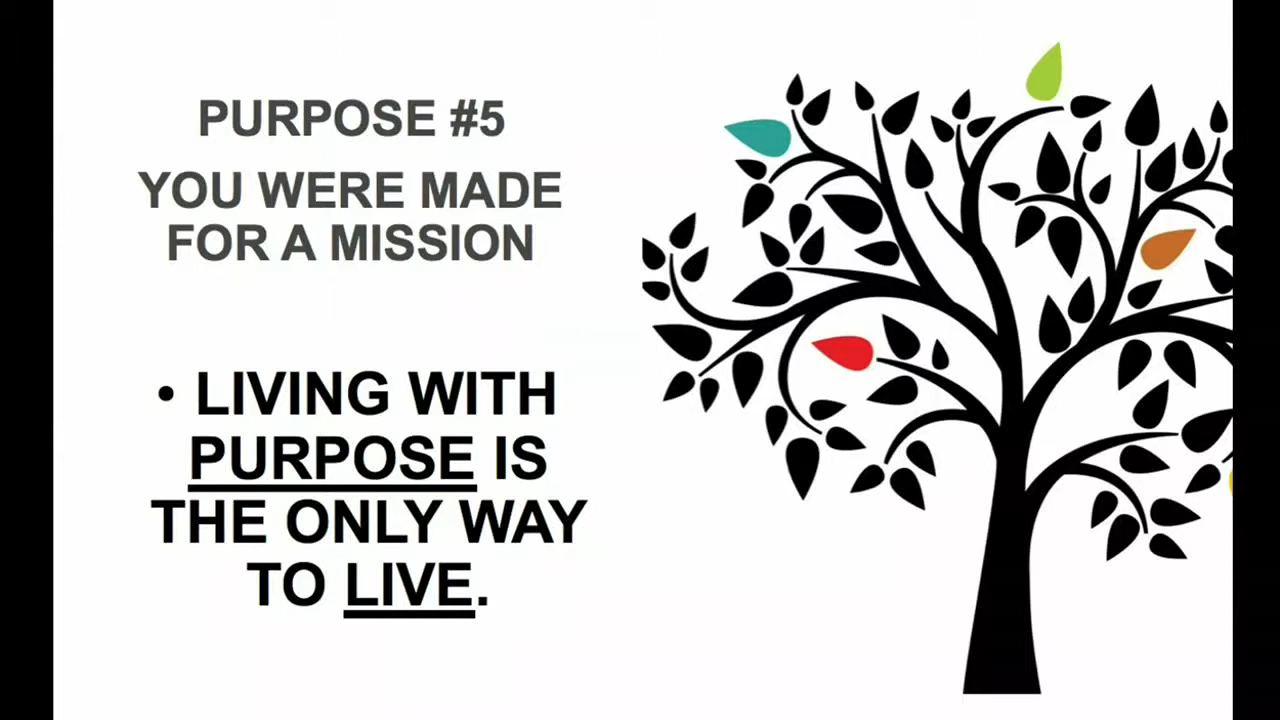 PURPOSE #5
YOU WERE MADE
FOR A MISSION
• LIVING WITH
PURPOSE IS
THE ONLY WAY
TO LIVE.